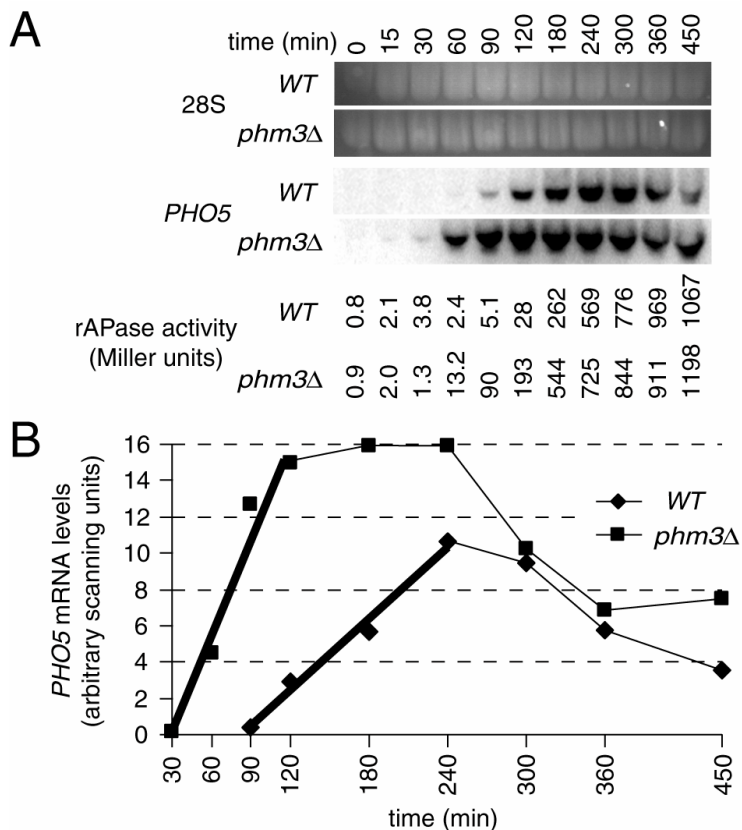 A
time (min) 0 15 30 60 90 120 180 240 300 360 450
28S
WT
phm3Δ
PHO5
WT
phm3Δ
rAPase activity
(Miller units)
WT 0.8 2.1 3.8 2.4 5.1 28 262 569 776 969 1067
phm3Δ 0.9 2.0 1.3 13.2 90 193 544 725 844 911 1198
B
PHO5 mRNA levels
(arbitrary scanning units)
16
14
12
10
8
6
4
2
0
WT
phm3Δ
30 60 90 120 180 240 300 360 450
time (min)